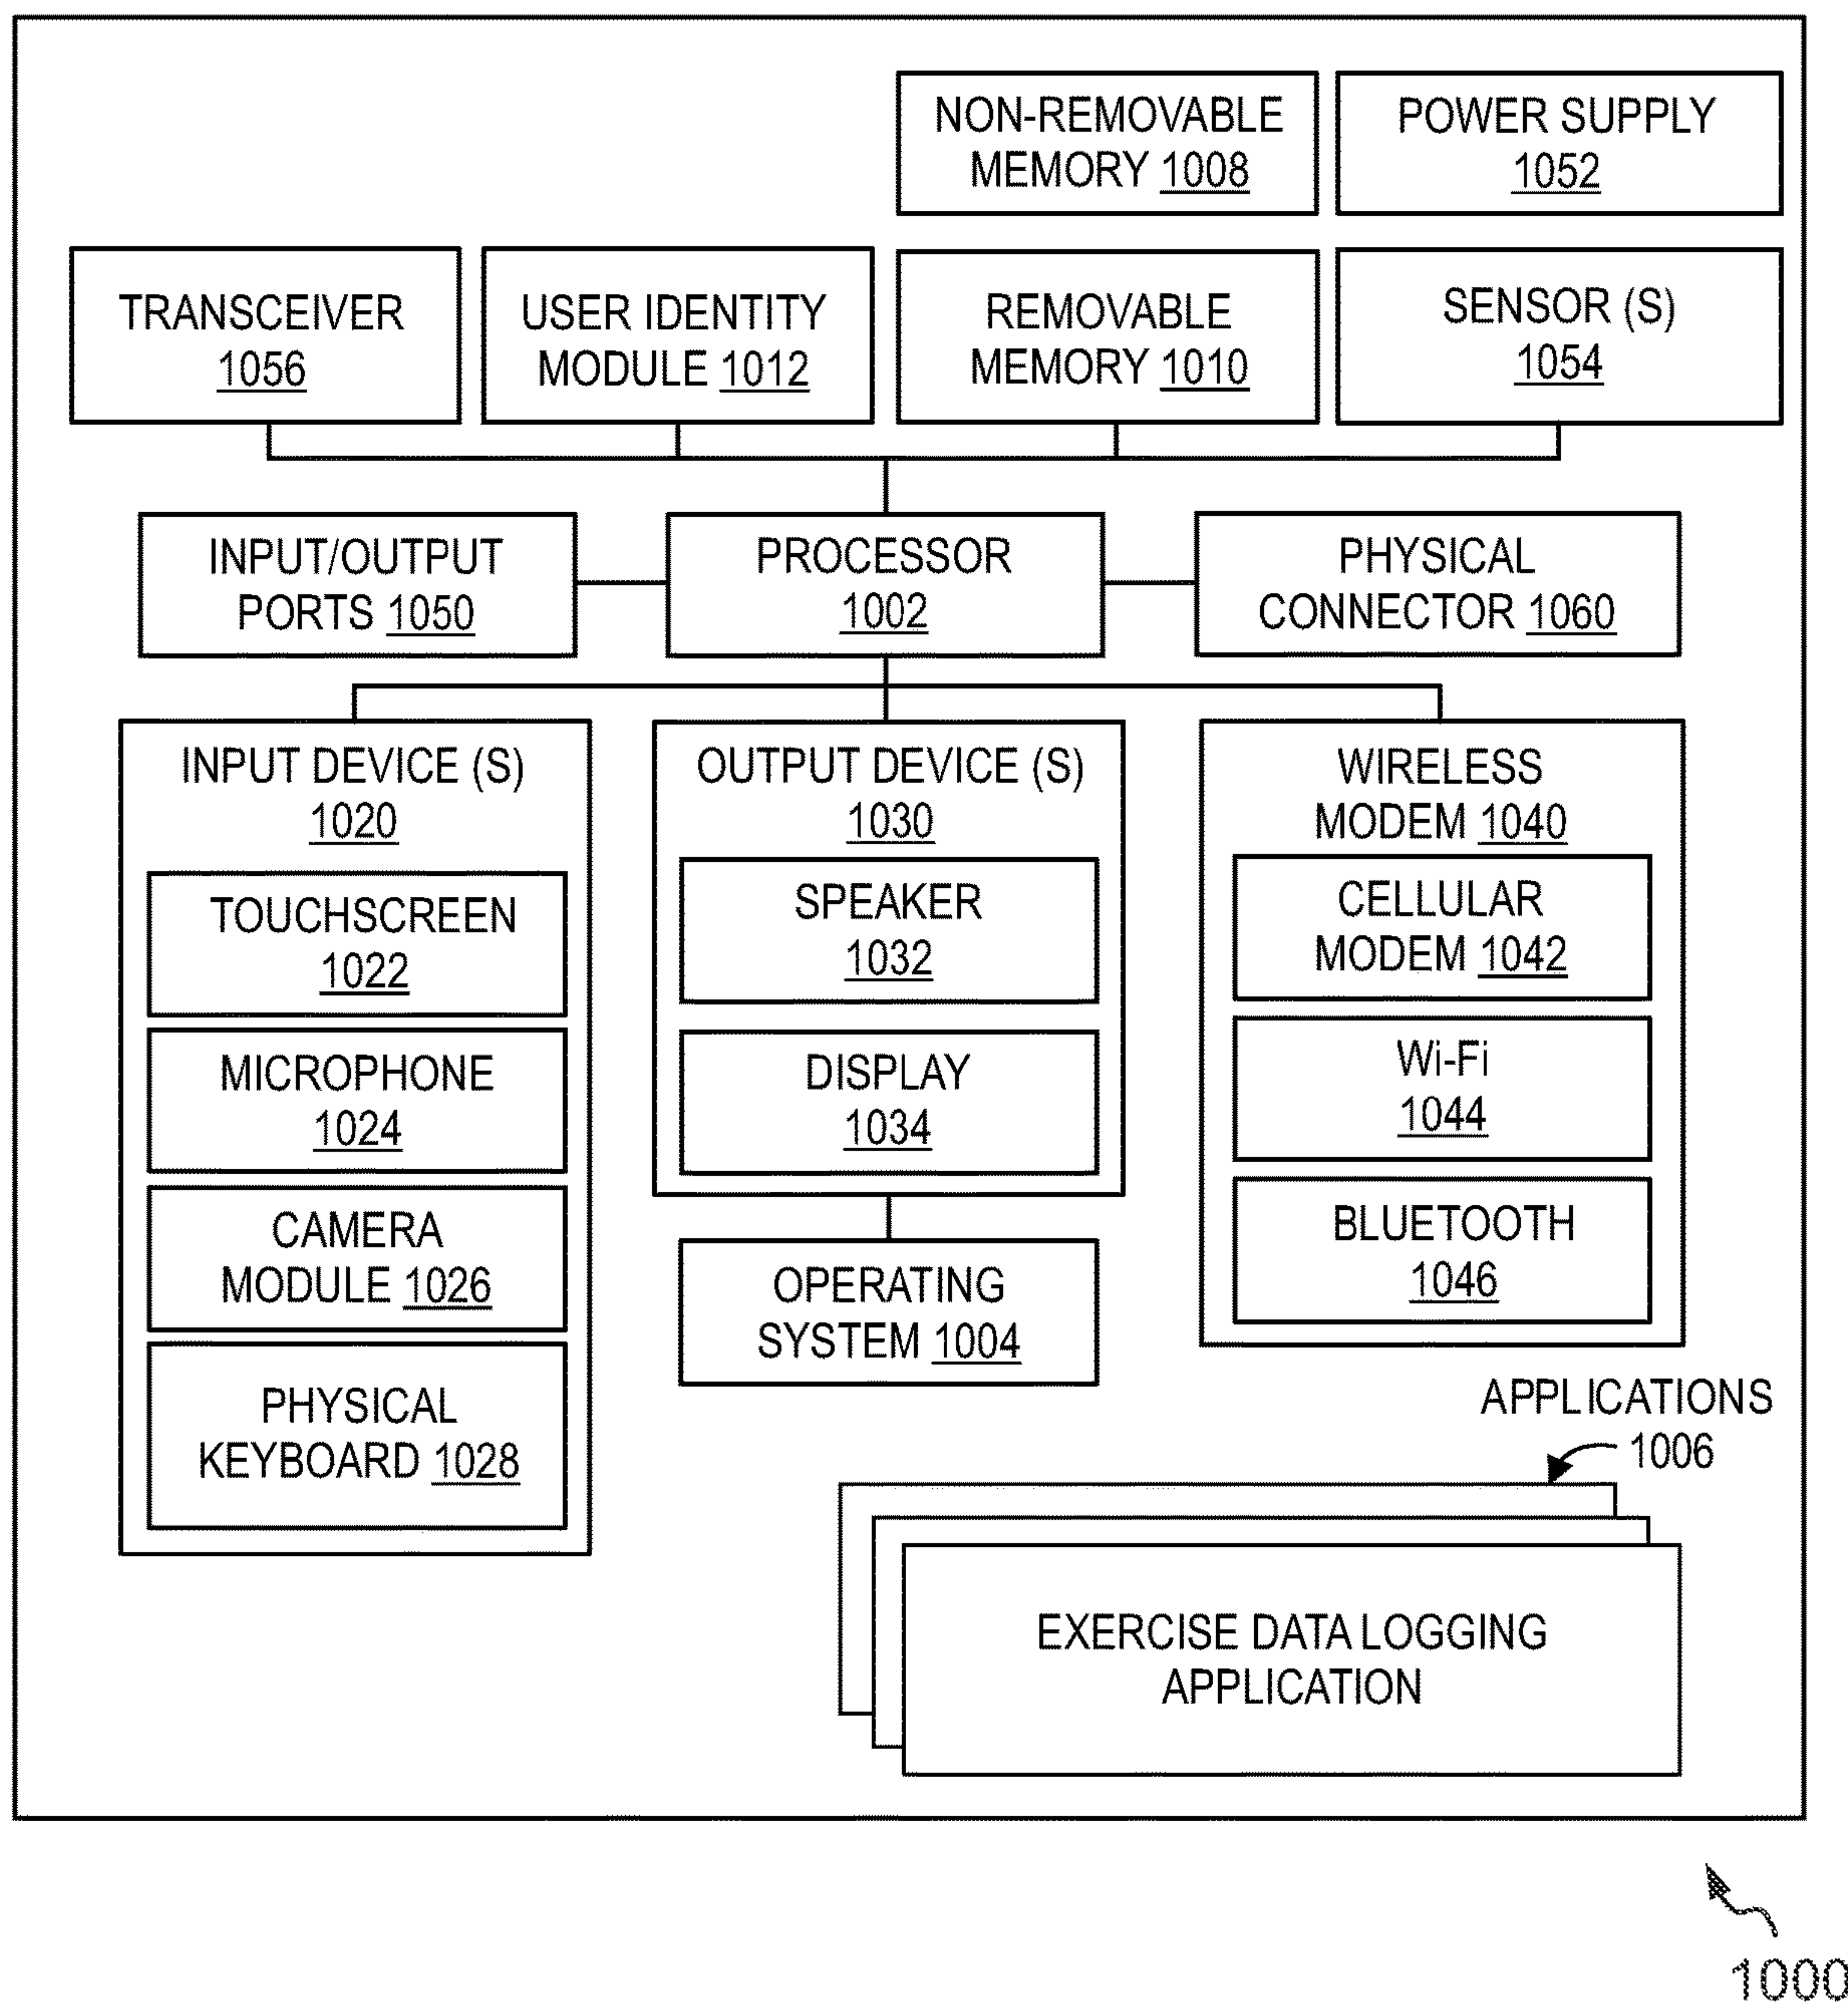 NON-REMOVABLE
MEMORY 1008
POWER SUPPLY
1052
TRANSCEIVER
1056
USER IDENTITY
MODULE 1012
REMOVABLE
MEMORY 1010
SENSOR (S)
1054
INPUT/OUTPUT
PORTS 1050
PROCESSOR
1002
PHYSICAL
CONNECTOR 1060
INPUT DEVICE (S)
1020
TOUCHSCREEN
1022
MICROPHONE
1024
CAMERA
MODULE 1026
PHYSICAL
KEYBOARD 1028
OUTPUT DEVICE (S)
1030
SPEAKER
1032
DISPLAY
1034
OPERATING
SYSTEM 1004
WIRELESS
MODEM 1040
CELLULAR
MODEM 1042
Wi-Fi
1044
BLUETOOTH
1046
APPLICATIONS
1006
EXERCISE DATA LOGGING
APPLICATION
1000